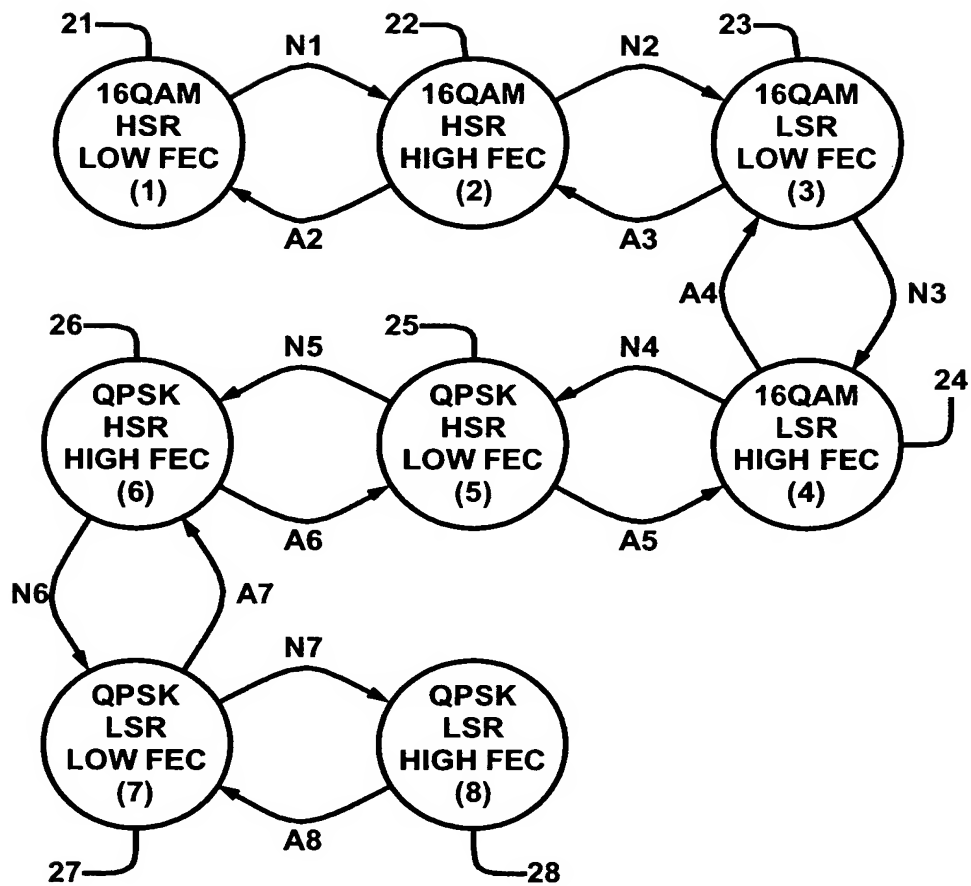 21
N1
22
N2
23
16QAM
HSR
LOW FEC
(1)
16QAM
HSR
HIGH FEC
(2)
16QAM
LSR
LOW FEC
(3)
A2
A3
A4
N3
26
N5
25
N4
24
QPSK
HSR
HIGH FEC
(6)
QPSK
HSR
LOW FEC
(5)
16QAM
LSR
HIGH FEC
(4)
A6
A5
N6
A7
N7
QPSK
LSR
LOW FEC
(7)
QPSK
LSR
HIGH FEC
(8)
A8
27
28